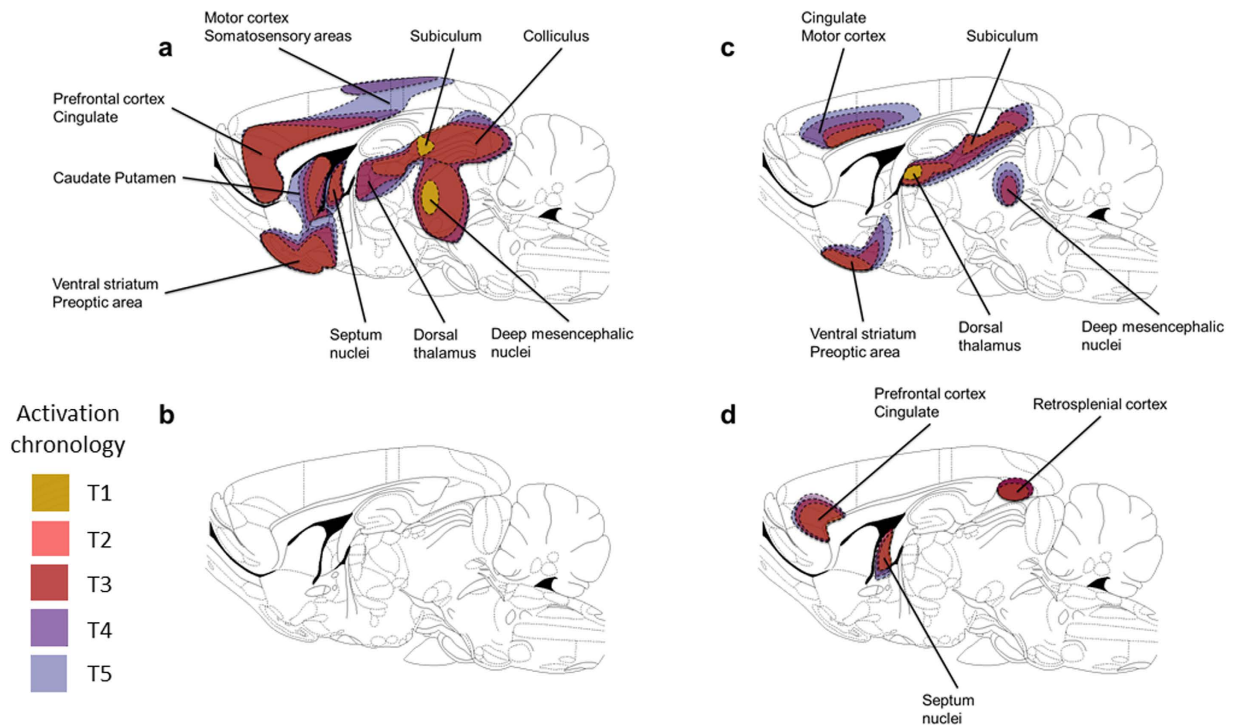 a
Motor cortex
Somatosensory areas
Subiculum
Colliculus
Prefrontal cortex
Cingulate
Caudate Putamen
Ventral striatum
Preoptic area
Septum
nuclei
Dorsal
thalamus
Deep mesencephalic
nuclei
c
Cingulate
Motor cortex
Subiculum
Ventral striatum
Preoptic area
Dorsal
thalamus
Deep mesencephalic
nuclei
Activation
chronology
T1
T2
T3
T4
T5
b
d
Prefrontal cortex
Cingulate
Retrosplenial cortex
Septum
nuclei